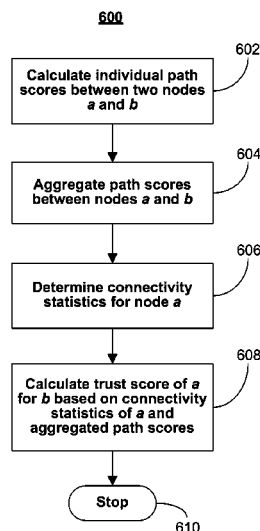 600
Calculate individual path
scores between two nodes
a and b
602
Aggregate path scores
between nodes a and b
604
Determine connectivity
statistics for node a
606
Calculate trust score of a
for b based on connectivity
statistics of a and
aggregated path scores
608
Stop
610